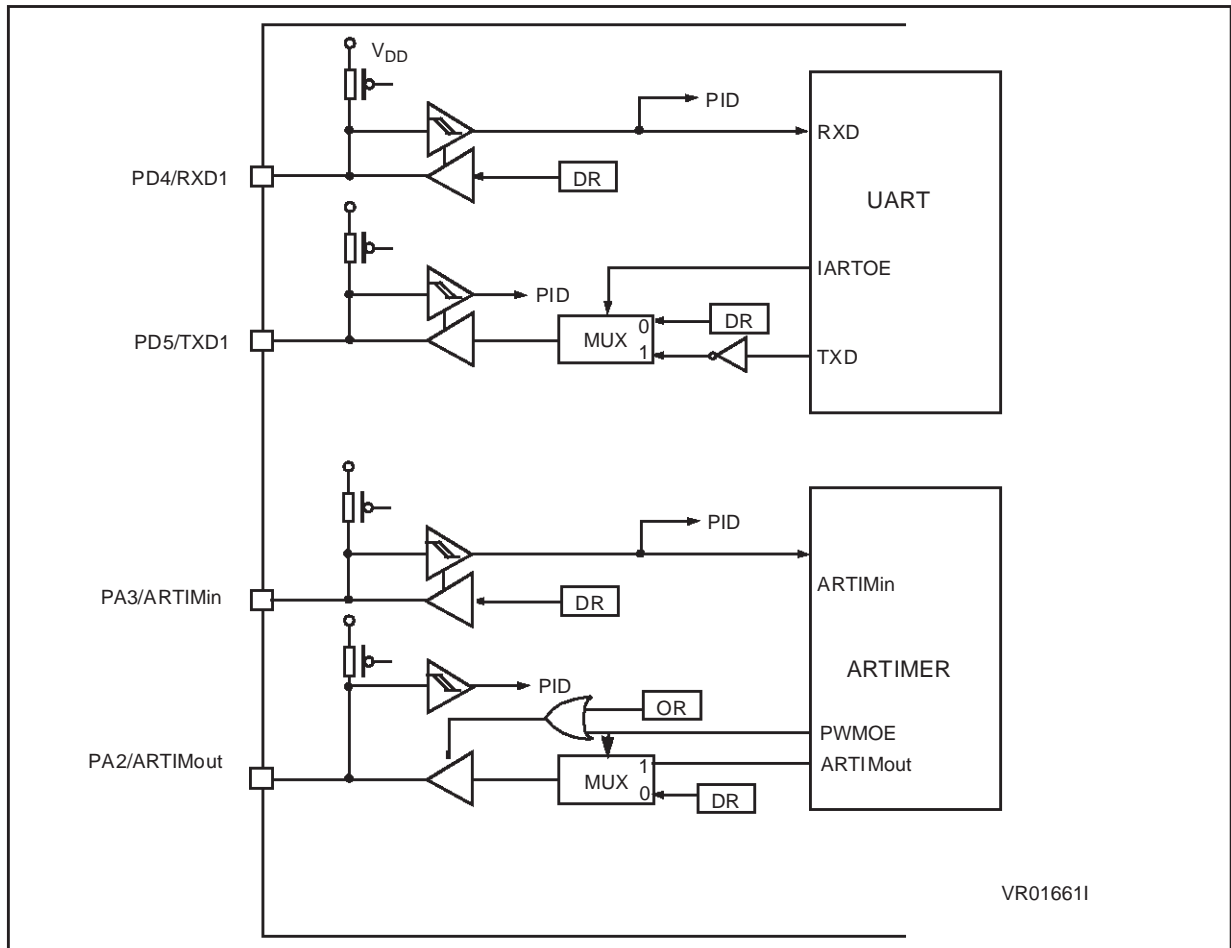 VDD
PID
RXD
PD4/RXD1
DR
UART
IARTOE
PID
DR
PD5/TXD1
MUX
0
1
TXD
PID
ARTIMin
PA3/ARTIMin
DR
ARTIMER
PID
OR
PWMOE
PA2/ARTIMout
MUX
1
0
ARTIMout
DR
VR01661I